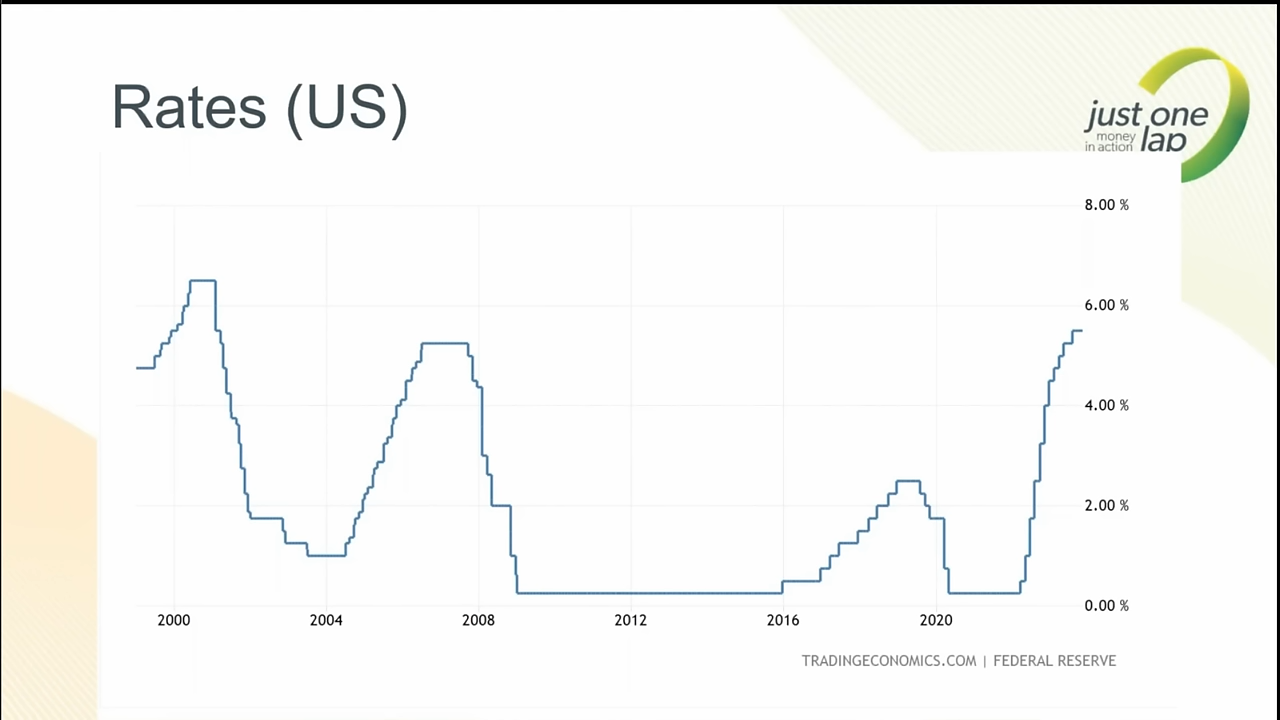 Rates (US)
just one
money
in action lap
8.00 %
6.00 %
4.00 %
2.00 %
0.00 %
2000 2004 2008 2012 2016 2020
TRADINGECONOMICS.COM | FEDERAL RESERVE